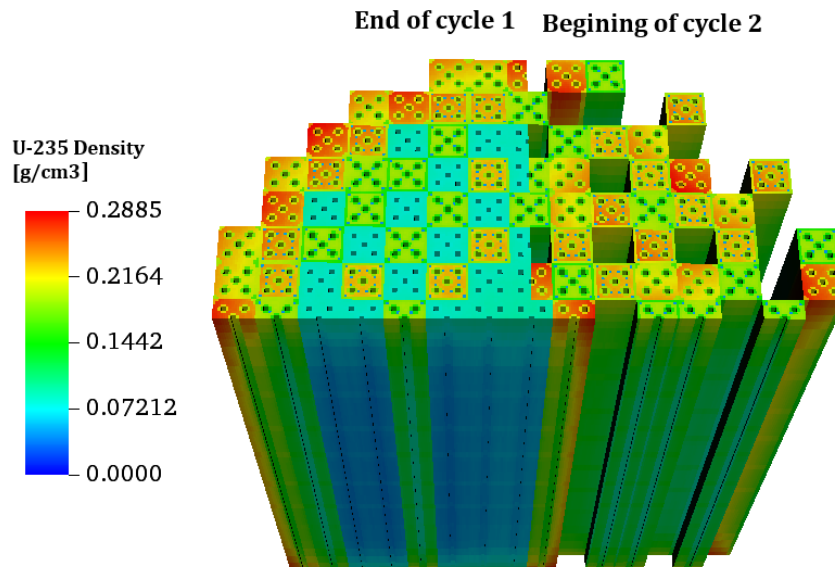 End of cycle 1
Begining of cycle 2
U-235 Density
[g/cm3]
0.2885
0.2164
0.1442
0.07212
0.0000